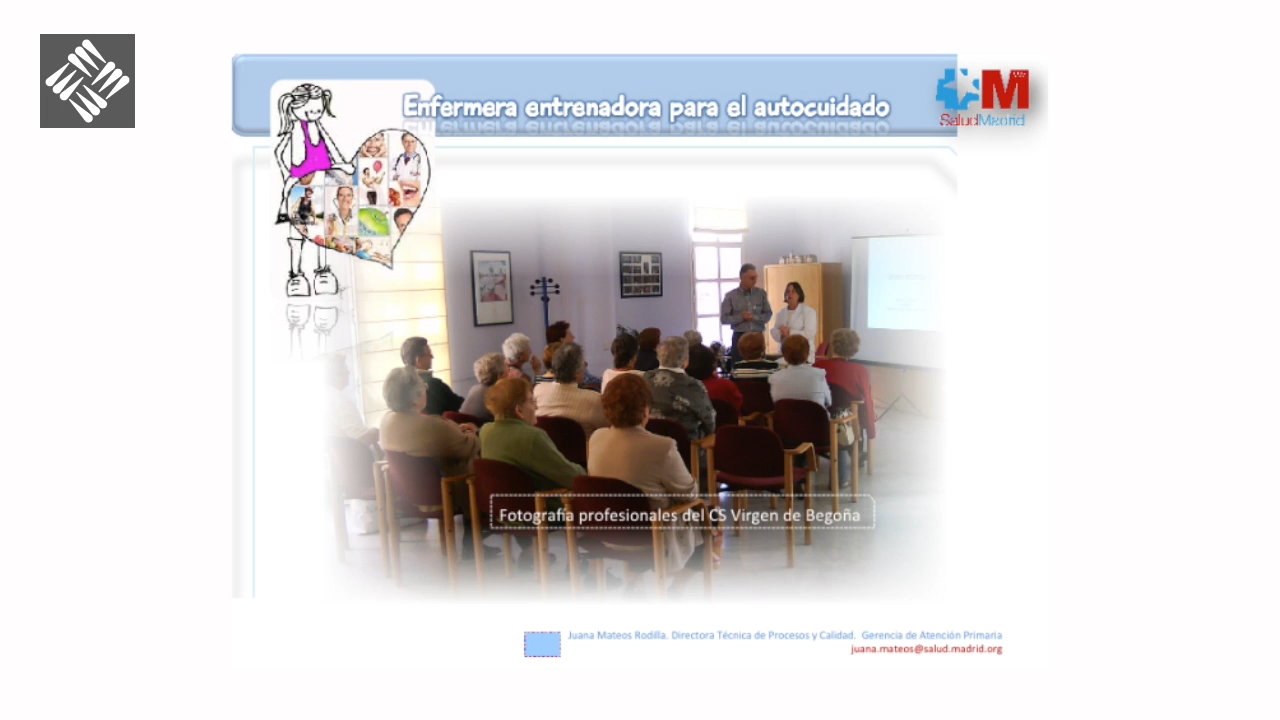 Enfermera entrenadora para el autocuidado
M
SaludMadrid
Fotografía profesionales del CS Virgen de Begoña
Juana Mateos Rodilla. Directora Técnica de Procesos y Calidad. Gerencia de Atención Primaria
juana.mateos@salud.madrid.org